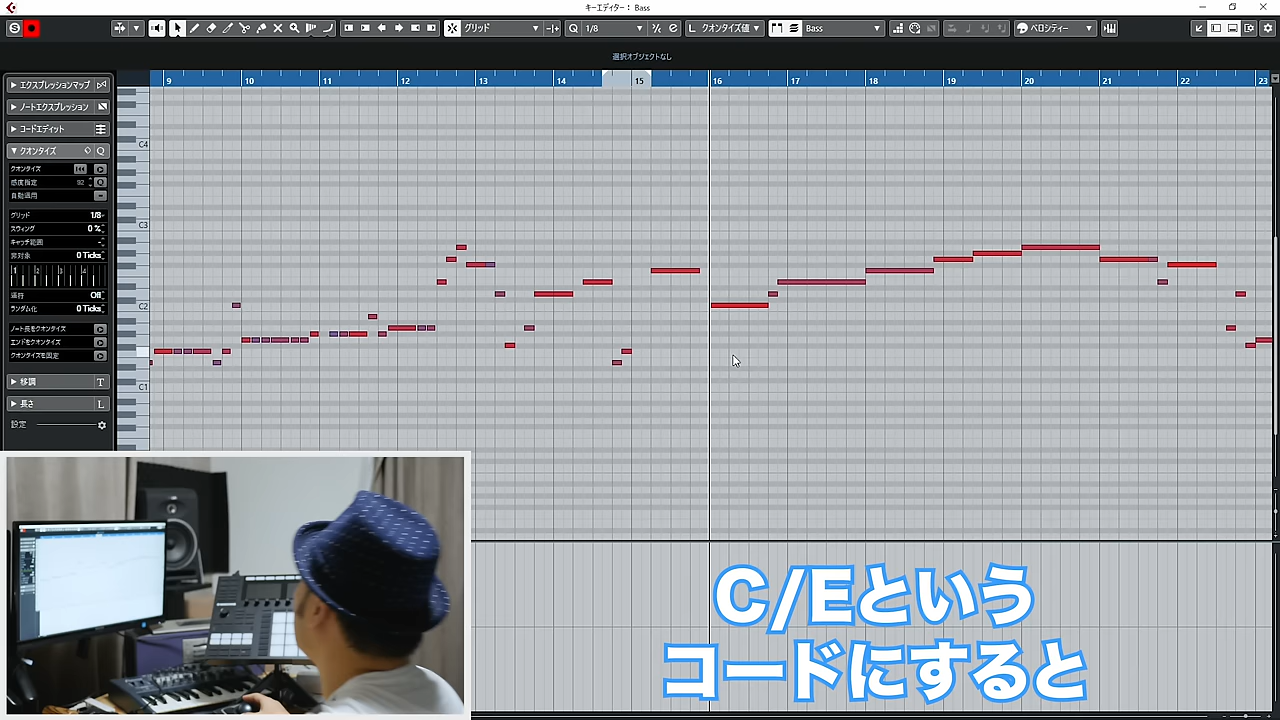 キーエディター： Bass
グリッド
Q 1/8
L クオンタイズ値
Bass
ベロシティー
選択オブジェクトなし
9 10 11 12 13 14 15 16 17 18 19 20 21 22 23
エクスプレッションマップ
ノートエクスプレッション
コードエディット
クオンタイズ Q
クオンタイズ
感度指定 92 Q
自動適用
グリッド 1/8
スウィング 0 %
キャッチ範囲 -
非対象 0 Ticks
1 2 3 4
進行 Off
ランダム化 0 Ticks
ノート長をクオンタイズ
エンドをクオンタイズ
クオンタイズを固定
移調 T
長さ L
設定
C4
C3
C2
C1
C/Eという
コードにすると